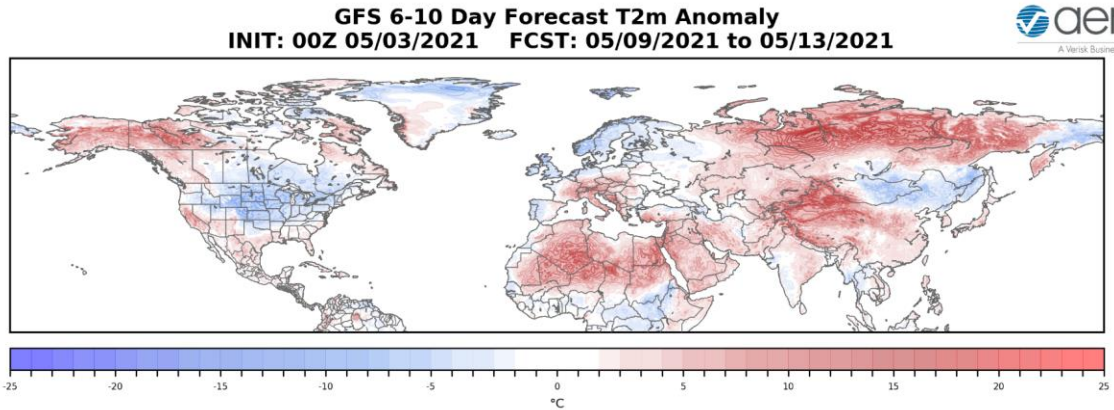 GFS 6-10 Day Forecast T2m Anomaly
INIT: 00Z 05/03/2021 FCST: 05/09/2021 to 05/13/2021
aer
A Verisk Busine
-25 -20 -15 -10 -5 0 5 10 15 20 25
°C